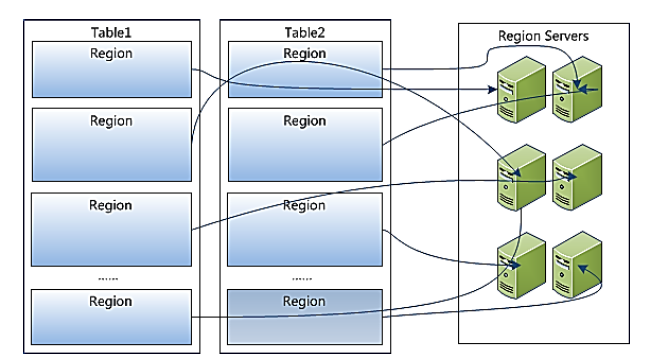 Table1
Region
Region
Region
......
Region
Table2
Region
Region
Region
......
Region
Region Servers